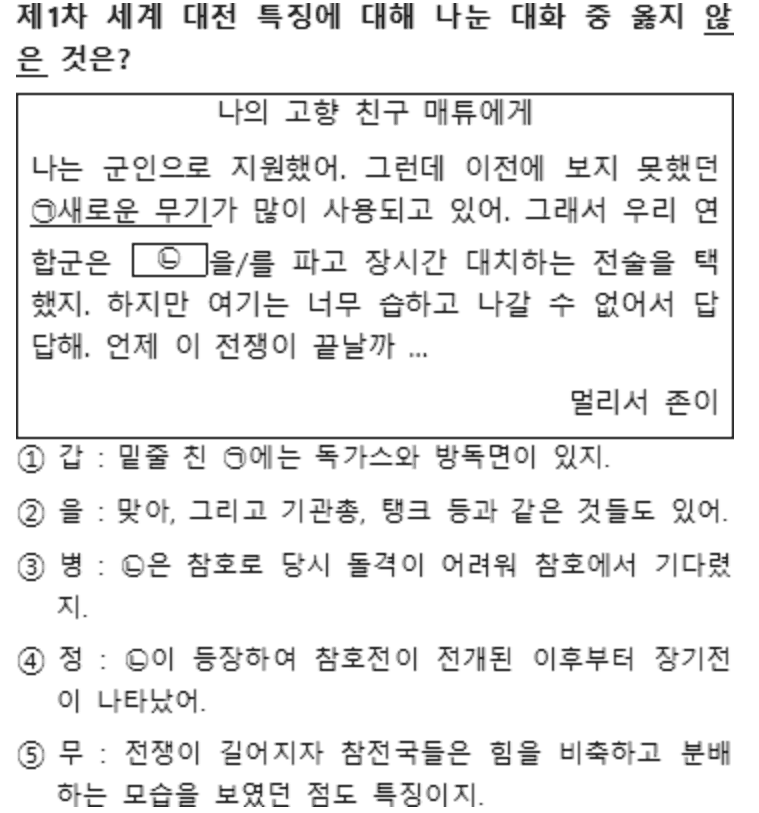 제1차 세계 대전 특징에 대해 나눈 대화 중 옳지 않
은 것은?
나의 고향 친구 매튜에게
나는 군인으로 지원했어. 그런데 이전에 보지 못했던
㉠새로운 무기가 많이 사용되고 있어. 그래서 우리 연
합군은 ㉡ 을/를 파고 장시간 대치하는 전술을 택
했지. 하지만 여기는 너무 습하고 나갈 수 없어서 답
답해. 언제 이 전쟁이 끝날까 ...
멀리서 존이
① 갑 : 밑줄 친 ㉠에는 독가스와 방독면이 있지.
② 을 : 맞아, 그리고 기관총, 탱크 등과 같은 것들도 있어.
③ 병 : ㉡은 참호로 당시 돌격이 어려워 참호에서 기다렸
지.
④ 정 : ㉡이 등장하여 참호전이 전개된 이후부터 장기전
이 나타났어.
⑤ 무 : 전쟁이 길어지자 참전국들은 힘을 비축하고 분배
하는 모습을 보였던 점도 특징이지.